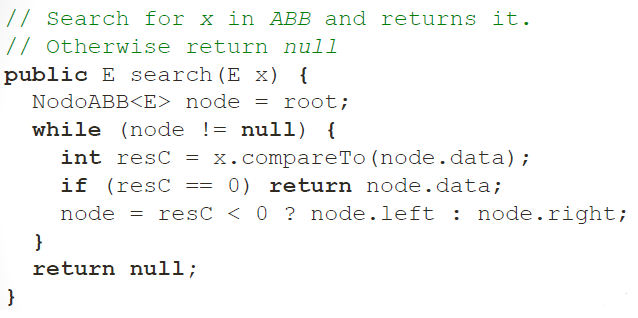 // Search for x in ABB and returns it.
// Otherwise return null
public E search(E x) {
  NodoABB<E> node = root;
  while (node != null) {
    int resC = x.compareTo(node.data);
    if (resC == 0) return node.data;
    node = resC < 0 ? node.left : node.right;
  }
  return null;
}